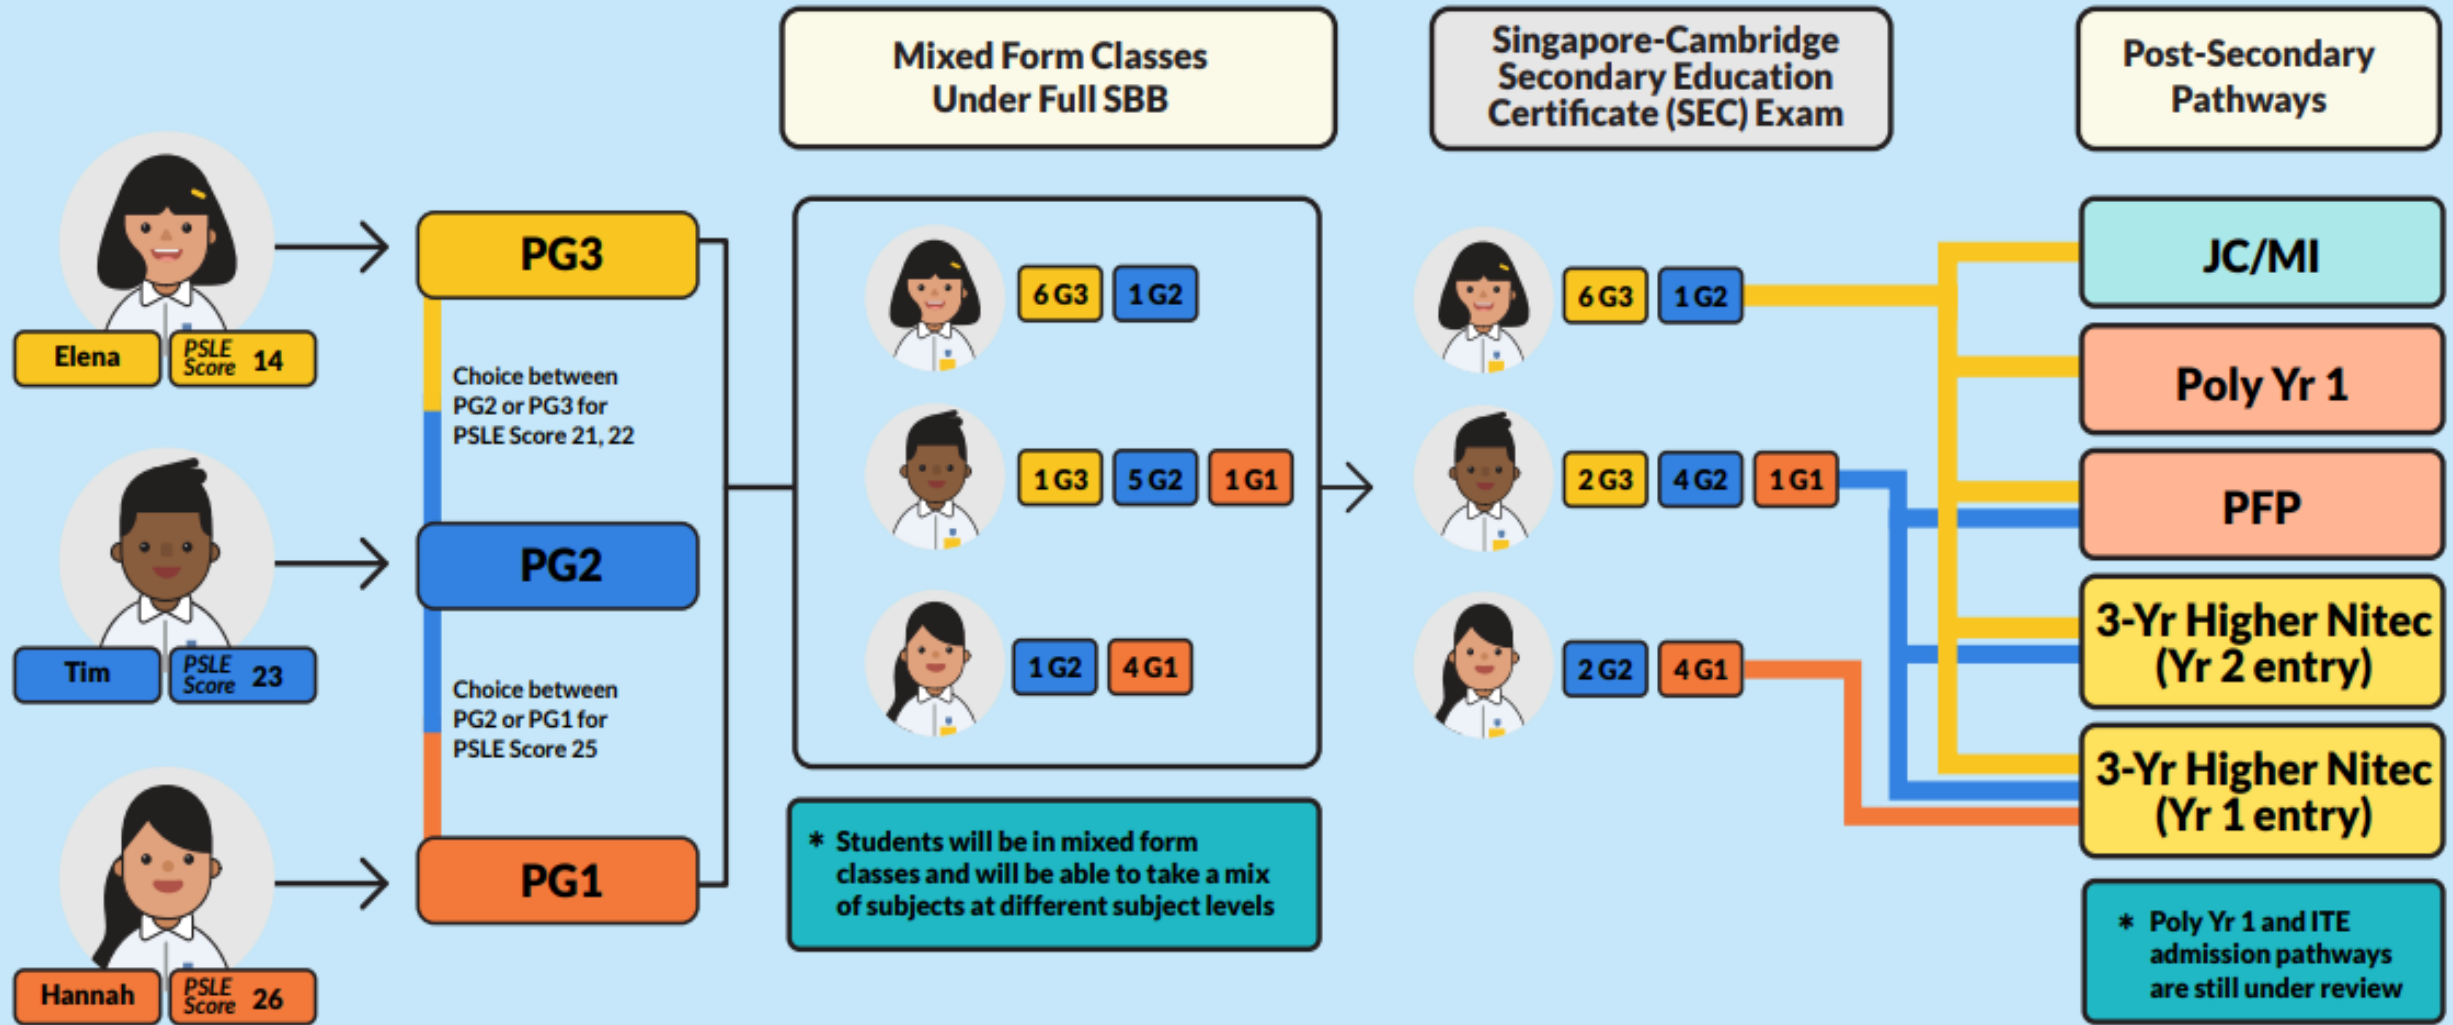 Mixed Form Classes
Under Full SBB
Singapore-Cambridge
Secondary Education
Certificate (SEC) Exam
Post-Secondary
Pathways
Elena
PSLE
Score 14
Tim
PSLE
Score 23
Hannah
PSLE
Score 26
PG3
Choice between
PG2 or PG3 for
PSLE Score 21, 22
PG2
Choice between
PG2 or PG1 for
PSLE Score 25
PG1
6 G3 1 G2
1 G3 5 G2 1 G1
1 G2 4 G1
* Students will be in mixed form
classes and will be able to take a mix
of subjects at different subject levels
6 G3 1 G2
2 G3 4 G2 1 G1
2 G2 4 G1
JC/MI
Poly Yr 1
PFP
3-Yr Higher Nitec
(Yr 2 entry)
3-Yr Higher Nitec
(Yr 1 entry)
* Poly Yr 1 and ITE
admission pathways
are still under review